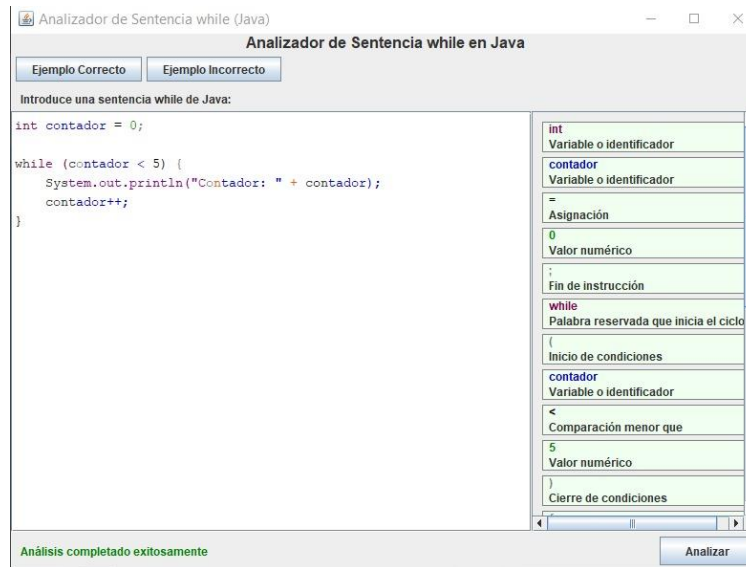 Analizador de Sentencia while (Java)
Analizador de Sentencia while en Java
Ejemplo Correcto
Ejemplo Incorrecto
Introduce una sentencia while de Java:
int contador = 0;
while (contador < 5) {
System.out.println("Contador: " + contador);
contador++;
}
int
Variable o identificador
contador
Variable o identificador
=
Asignación
0
Valor numérico
;
Fin de instrucción
while
Palabra reservada que inicia el ciclo
(
Inicio de condiciones
contador
Variable o identificador
<
Comparación menor que
5
Valor numérico
)
Cierre de condiciones
Análisis completado exitosamente
Analizar